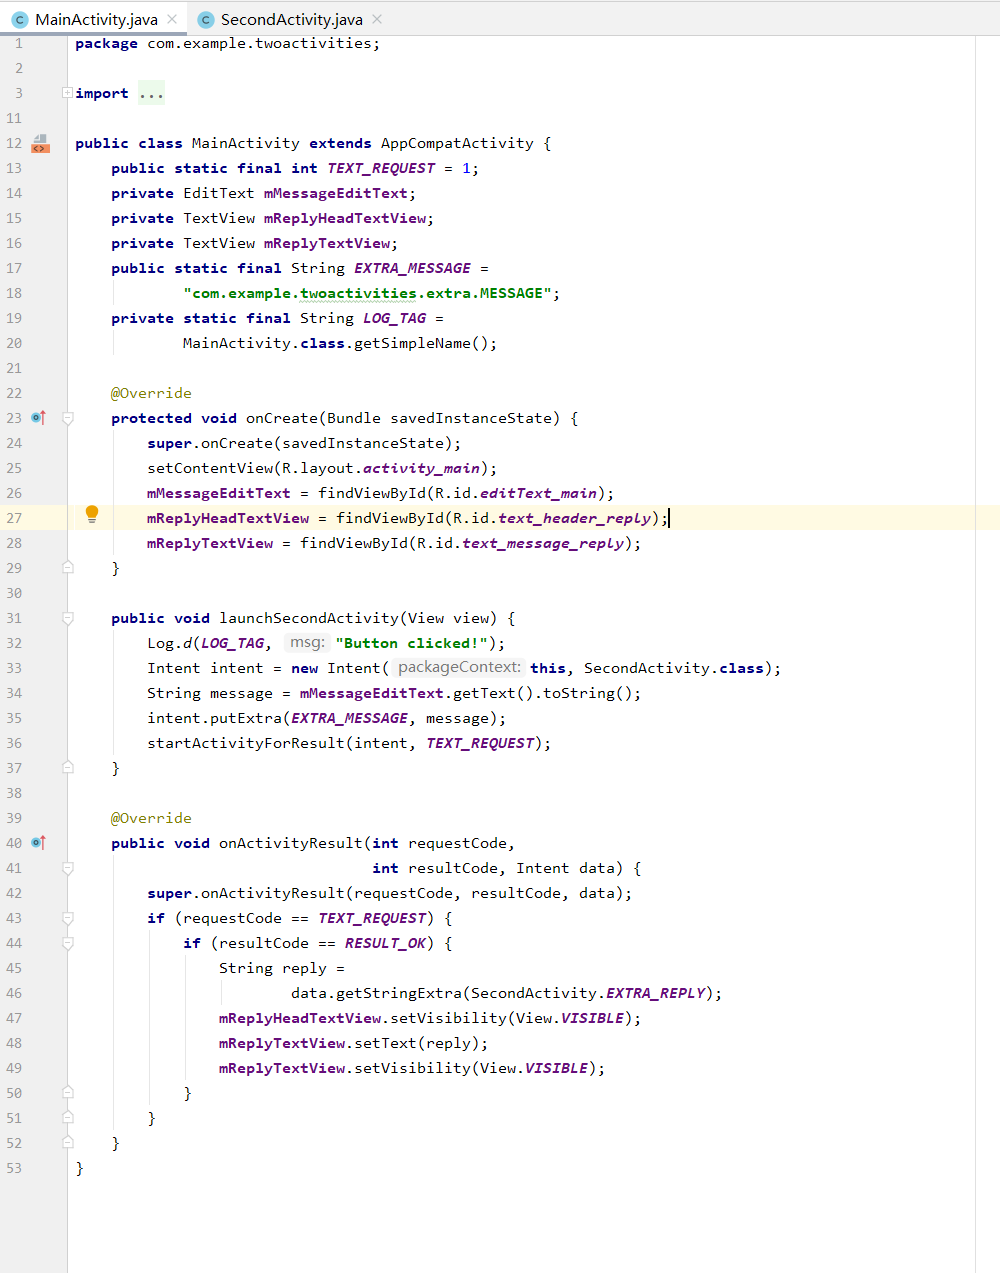 MainActivity.java SecondActivity.java
1 package com.example.twoactivities;
2
3 import ...
11
12 public class MainActivity extends AppCompatActivity {
13 public static final int TEXT_REQUEST = 1;
14 private EditText mMessageEditText;
15 private TextView mReplyHeadTextView;
16 private TextView mReplyTextView;
17 public static final String EXTRA_MESSAGE =
18 "com.example.twoactivities.extra.MESSAGE";
19 private static final String LOG_TAG =
20 MainActivity.class.getSimpleName();
21
22 @Override
23 protected void onCreate(Bundle savedInstanceState) {
24 super.onCreate(savedInstanceState);
25 setContentView(R.layout.activity_main);
26 mMessageEditText = findViewById(R.id.editText_main);
27 mReplyHeadTextView = findViewById(R.id.text_header_reply);
28 mReplyTextView = findViewById(R.id.text_message_reply);
29 }
30
31 public void launchSecondActivity(View view) {
32 Log.d(LOG_TAG, msg: "Button clicked!");
33 Intent intent = new Intent( packageContext: this, SecondActivity.class);
34 String message = mMessageEditText.getText().toString();
35 intent.putExtra(EXTRA_MESSAGE, message);
36 startActivityForResult(intent, TEXT_REQUEST);
37 }
38
39 @Override
40 public void onActivityResult(int requestCode,
41 int resultCode, Intent data) {
42 super.onActivityResult(requestCode, resultCode, data);
43 if (requestCode == TEXT_REQUEST) {
44 if (resultCode == RESULT_OK) {
45 String reply =
46 data.getStringExtra(SecondActivity.EXTRA_REPLY);
47 mReplyHeadTextView.setVisibility(View.VISIBLE);
48 mReplyTextView.setText(reply);
49 mReplyTextView.setVisibility(View.VISIBLE);
50 }
51 }
52 }
53 }